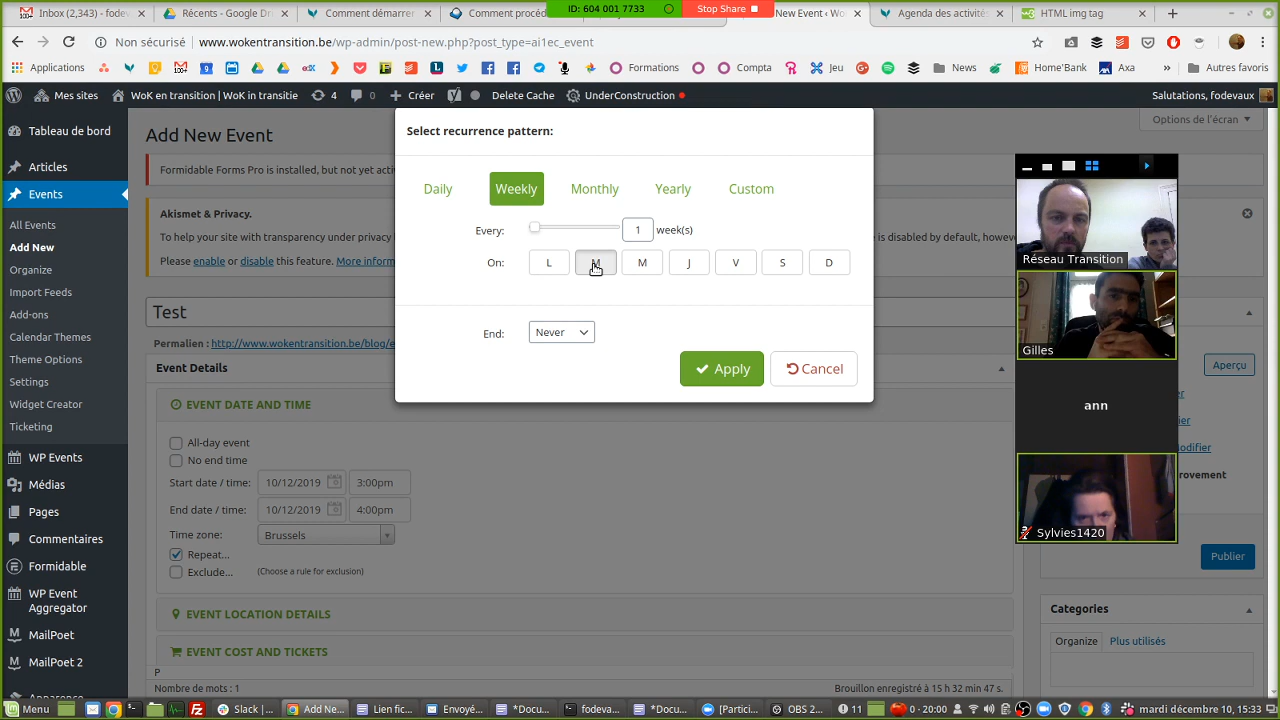 Inbox (2,343) - fodeva
Récents - Google Dr
Comment démarre
Comment procéd
ID: 604 001 7733
Stop Share
New Event ‹ Wo
Agenda des activité
HTML img tag
Non sécurisé
www.wokentransition.be/wp-admin/post-new.php?post_type=ai1ec_event
Applications
Formations
Compta
Jeu
News
Home'Bank
Axa
»
Autres favoris
Mes sites
WoK en transition (WoK in transitie)
4
0
Créer
Delete Cache
UnderConstruction
Salutations, fodevaux
Tableau de bord
Articles
Events
All Events
Add New
Organize
Import Feeds
Add-ons
Calendar Themes
Theme Options
Settings
Widget Creator
Ticketing
WP Events
Médias
Pages
Commentaires
Formidable
WP Event
Aggregator
MailPoet
MailPoet 2
Apparence
Add New Event
Options de l'écran
Formidable Forms Pro is installed, but not yet acti
Akismet & Privacy.
To help your site with transparency under privacy l
e is disabled by default, howev
Please enable or disable this feature. More infor
Test
Permalien : http://www.wokentransition.be/blog/e
Event Details
EVENT DATE AND TIME
All-day event
No end time
Start date / time:
10/12/2019
3:00pm
End date / time:
10/12/2019
4:00pm
Time zone:
Brussels
Repeat...
Exclude...
(Choose a rule for exclusion)
EVENT LOCATION DETAILS
EVENT COST AND TICKETS
P
Nombre de mots : 1
Brouillon enregistré à 15 h 32 min 47 s.
Select recurrence pattern:
Daily
Weekly
Monthly
Yearly
Custom
Every:
1
week(s)
On:
L
M
M
J
V
S
D
End:
Never
Apply
Cancel
Réseau Transition
Gilles
ann
Sylvies1420
Aperçu
er
ier
odifier
provement
Publier
Categories
Organize
Plus utilisés
Menu
Slack |...
Add Ne...
Lien fic...
Envoyé...
*Docu...
fodeva...
*Docu...
[Partici...
OBS 2...
11
0 - 20:00
mardi décembre 10, 15:33